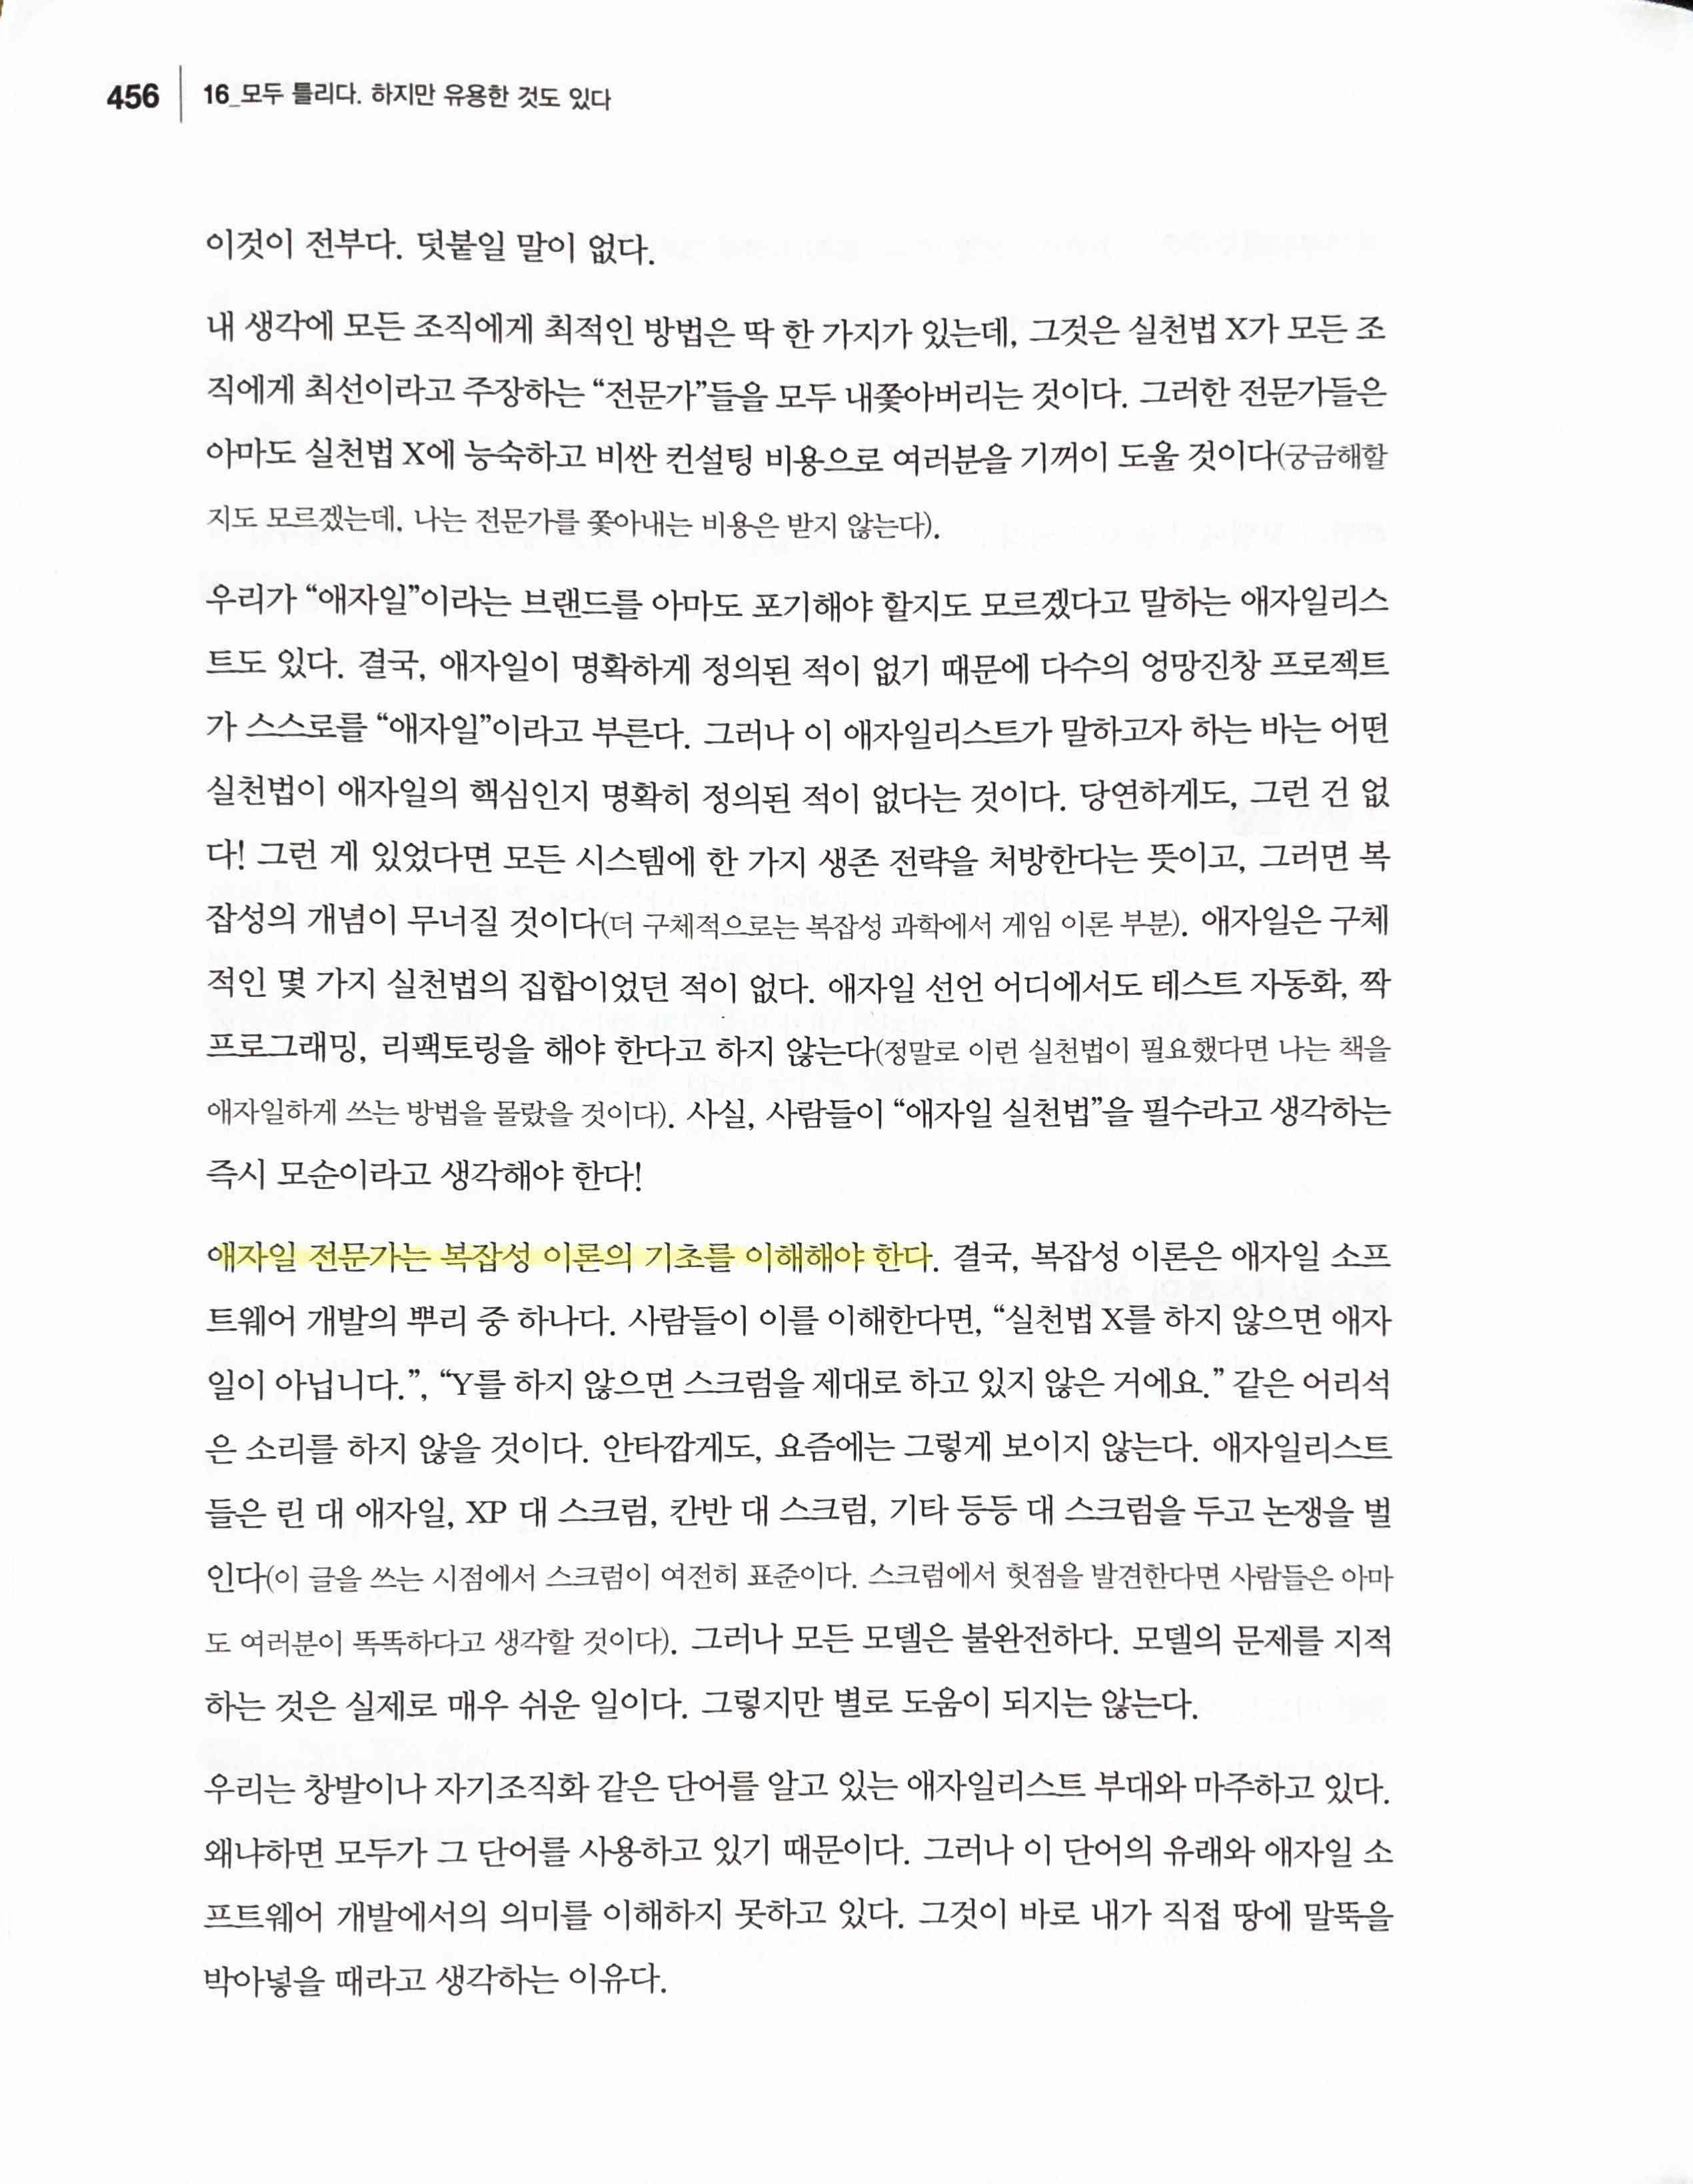 456 16_모두 틀리다. 하지만 유용한 것도 있다
이것이 전부다. 덧붙일 말이 없다.
내 생각에 모든 조직에게 최적인 방법은 딱 한 가지가 있는데, 그것은 실천법 X가 모든 조
직에게 최선이라고 주장하는 “전문가”들을 모두 내쫓아버리는 것이다. 그러한 전문가들은
아마도 실천법 X에 능숙하고 비싼 컨설팅 비용으로 여러분을 기꺼이 도울 것이다(궁금해할
지도 모르겠는데, 나는 전문가를 쫓아내는 비용은 받지 않는다).
우리가 “애자일”이라는 브랜드를 아마도 포기해야 할지도 모르겠다고 말하는 애자일리스
트도 있다. 결국, 애자일이 명확하게 정의된 적이 없기 때문에 다수의 엉망진창 프로젝트
가 스스로를 “애자일”이라고 부른다. 그러나 이 애자일리스트가 말하고자 하는 바는 어떤
실천법이 애자일의 핵심인지 명확히 정의된 적이 없다는 것이다. 당연하게도, 그런 건 없
다! 그런 게 있었다면 모든 시스템에 한 가지 생존 전략을 처방한다는 뜻이고, 그러면 복
잡성의 개념이 무너질 것이다(더 구체적으로는 복잡성 과학에서 게임 이론 부분). 애자일은 구체
적인 몇 가지 실천법의 집합이었던 적이 없다. 애자일 선언 어디에서도 테스트 자동화, 짝
프로그래밍, 리팩토링을 해야 한다고 하지 않는다(정말로 이런 실천법이 필요했다면 나는 책을
애자일하게 쓰는 방법을 몰랐을 것이다). 사실, 사람들이 “애자일 실천법”을 필수라고 생각하는
즉시 모순이라고 생각해야 한다!
애자일 전문가는 복잡성 이론의 기초를 이해해야 한다. 결국, 복잡성 이론은 애자일 소프
트웨어 개발의 뿌리 중 하나다. 사람들이 이를 이해한다면, “실천법 X를 하지 않으면 애자
일이 아닙니다.”, “Y를 하지 않으면 스크럼을 제대로 하고 있지 않은 거에요.” 같은 어리석
은 소리를 하지 않을 것이다. 안타깝게도, 요즘에는 그렇게 보이지 않는다. 애자일리스트
들은 린 대 애자일, XP 대 스크럼, 칸반 대 스크럼, 기타 등등 대 스크럼을 두고 논쟁을 벌
인다(이 글을 쓰는 시점에서 스크럼이 여전히 표준이다. 스크럼에서 헛점을 발견한다면 사람들은 아마
도 여러분이 똑똑하다고 생각할 것이다). 그러나 모든 모델은 불완전하다. 모델의 문제를 지적
하는 것은 실제로 매우 쉬운 일이다. 그렇지만 별로 도움이 되지는 않는다.
우리는 창발이나 자기조직화 같은 단어를 알고 있는 애자일리스트 부대와 마주하고 있다.
왜냐하면 모두가 그 단어를 사용하고 있기 때문이다. 그러나 이 단어의 유래와 애자일 소
프트웨어 개발에서의 의미를 이해하지 못하고 있다. 그것이 바로 내가 직접 땅에 말뚝을
박아넣을 때라고 생각하는 이유다.